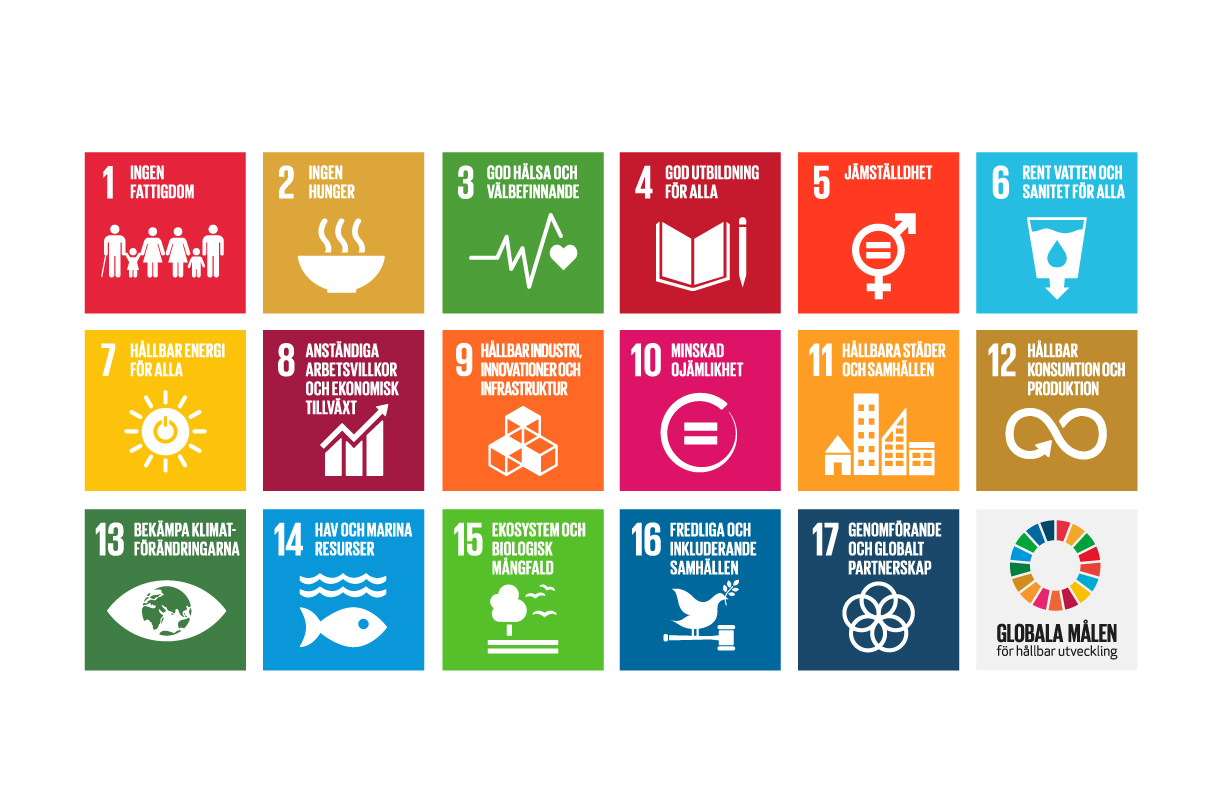 1 INGEN
FATTIGDOM
2 INGEN
HUNGER
3 GOD HÄLSA OCH
VÄLBEFINNANDE
4 GOD UTBILDNING
FÖR ALLA
5 JÄMSTÄLLDHET
6 RENT VATTEN OCH
SANITET FÖR ALLA
7 HÅLLBAR ENERGI
FÖR ALLA
8 ANSTÄNDIGA
ARBETSVILLKOR
OCH EKONOMISK
TILLVÄXT
9 HÅLLBAR INDUSTRI,
INNOVATIONER OCH
INFRASTRUKTUR
10 MINSKAD
OJÄMLIKHET
11 HÅLLBARA STÄDER
OCH SAMHÄLLEN
12 HÅLLBAR
KONSUMTION OCH
PRODUKTION
13 BEKÄMPA KLIMAT-
FÖRÄNDRINGARNA
14 HAV OCH MARINA
RESURSER
15 EKOSYSTEM OCH
BIOLOGISK
MÅNGFALD
16 FREDLIGA OCH
INKLUDERANDE
SAMHÄLLEN
17 GENOMFÖRANDE
OCH GLOBALT
PARTNERSKAP
GLOBALA MÅLEN
för hållbar utveckling